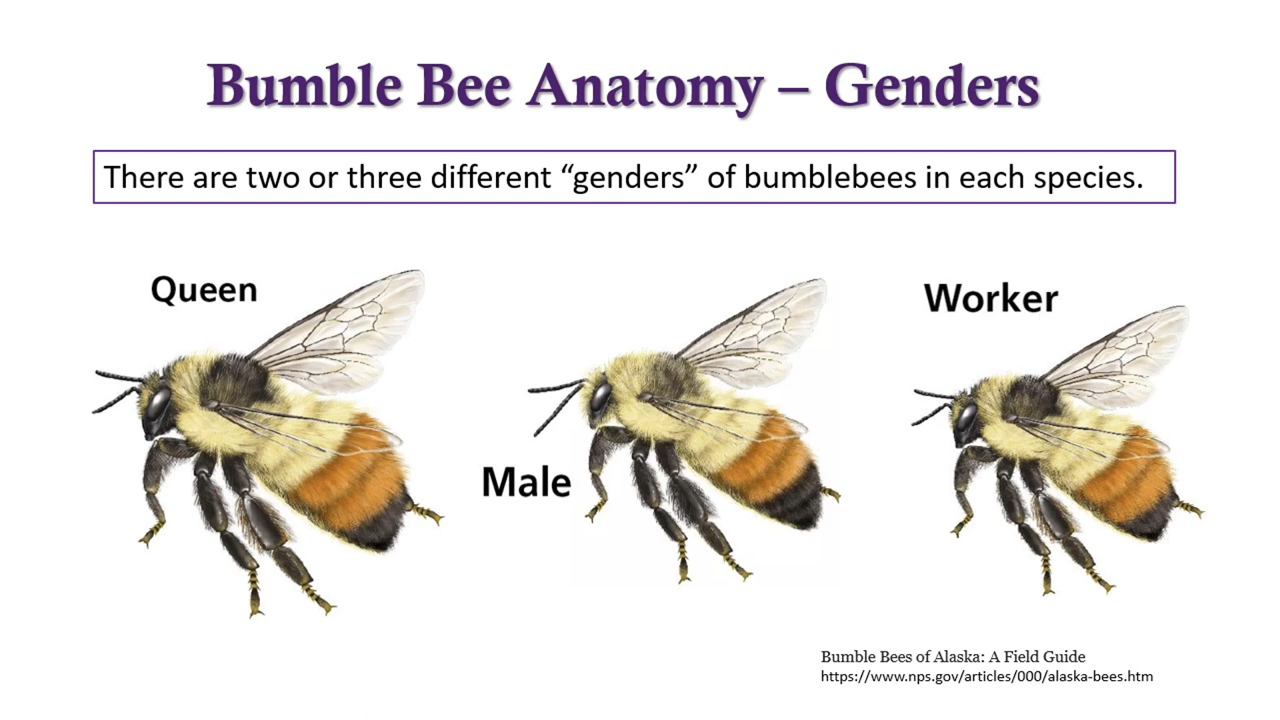 Bumble Bee Anatomy – Genders
There are two or three different “genders” of bumblebees in each species.
Queen
Male
Worker
Bumble Bees of Alaska: A Field Guide
https://www.nps.gov/articles/000/alaska-bees.htm